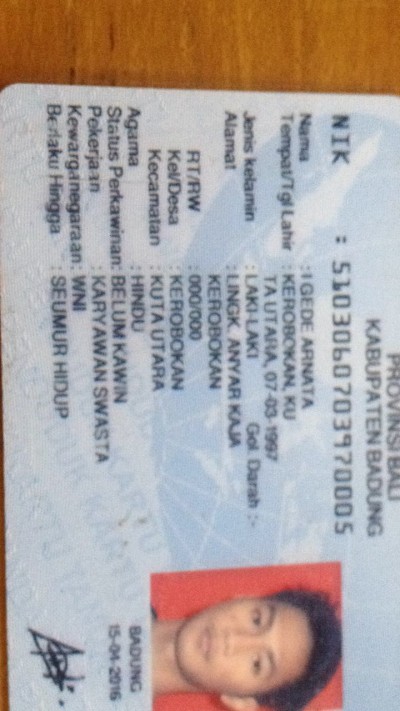 PROVINSI BALI
KABUPATEN BADUNG
NIK : 5103060703970005
Nama : I GEDE ARNATA
Tempat/Tgl Lahir : KEROBOKAN, KU
TA UTARA, 07-03-1997
Jenis kelamin : LAKI-LAKI Gol. Darah :-
Alamat : LINGK. ANYAR KAJA
KEROBOKAN
RT/RW : 000/000
Kel/Desa : KEROBOKAN
Kecamatan : KUTA UTARA
Agama : HINDU
Status Perkawinan: BELUM KAWIN
Pekerjaan : KARYAWAN SWASTA
Kewarganegaraan: WNI
Berlaku Hingga : SEUMUR HIDUP
BADUNG
15-04-2016